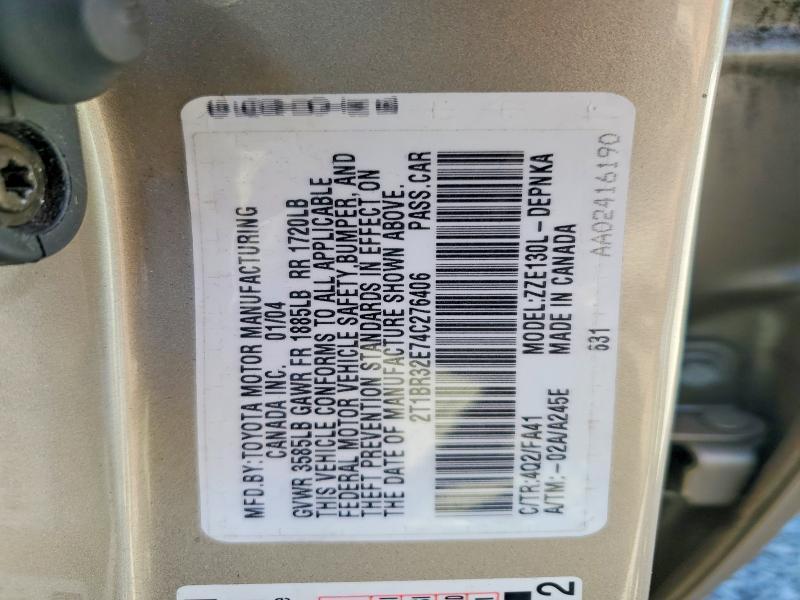 MFD.BY:TOYOTA MOTOR MANUFACTURING
CANADA INC. 01/04
GVWR 3585LB GAWR FR 1885LB RR 1720LB
THIS VEHICLE CONFORMS TO ALL APPLICABLE
FEDERAL MOTOR VEHICLE SAFETY,BUMPER, AND
THEFT PREVENTION STANDARDS IN EFFECT ON
THE DATE OF MANUFACTURE SHOWN ABOVE.
2T1BR32E74C276406 PASS.CAR
C/TR:4Q2/FA41 MODEL:ZZE130L-DEPNKA
A/TM:-02A/A245E MADE IN CANADA
631 AA02416190
2